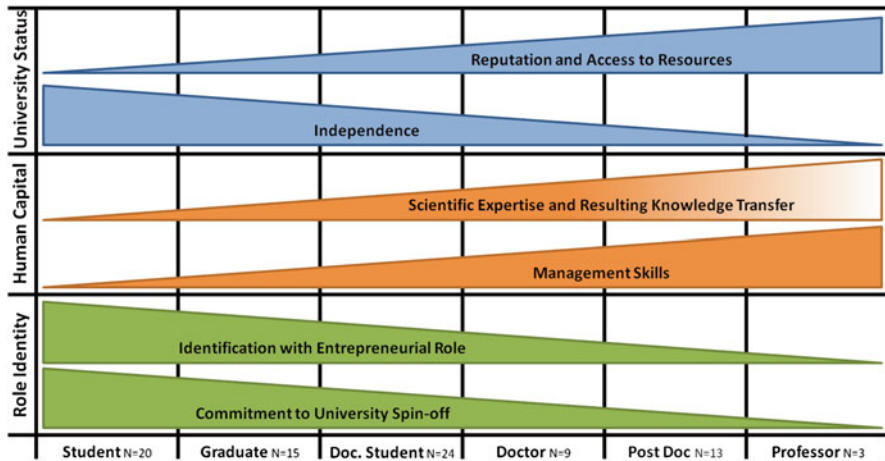 University Status
Reputation and Access to Resources
Independence
Human Capital
Scientific Expertise and Resulting Knowledge Transfer
Management Skills
Role Identity
Identification with Entrepreneurial Role
Commitment to University Spin-off
Student N=20 Graduate N=15 Doc. Student N=24 Doctor N=9 Post Doc N=13 Professor N=3